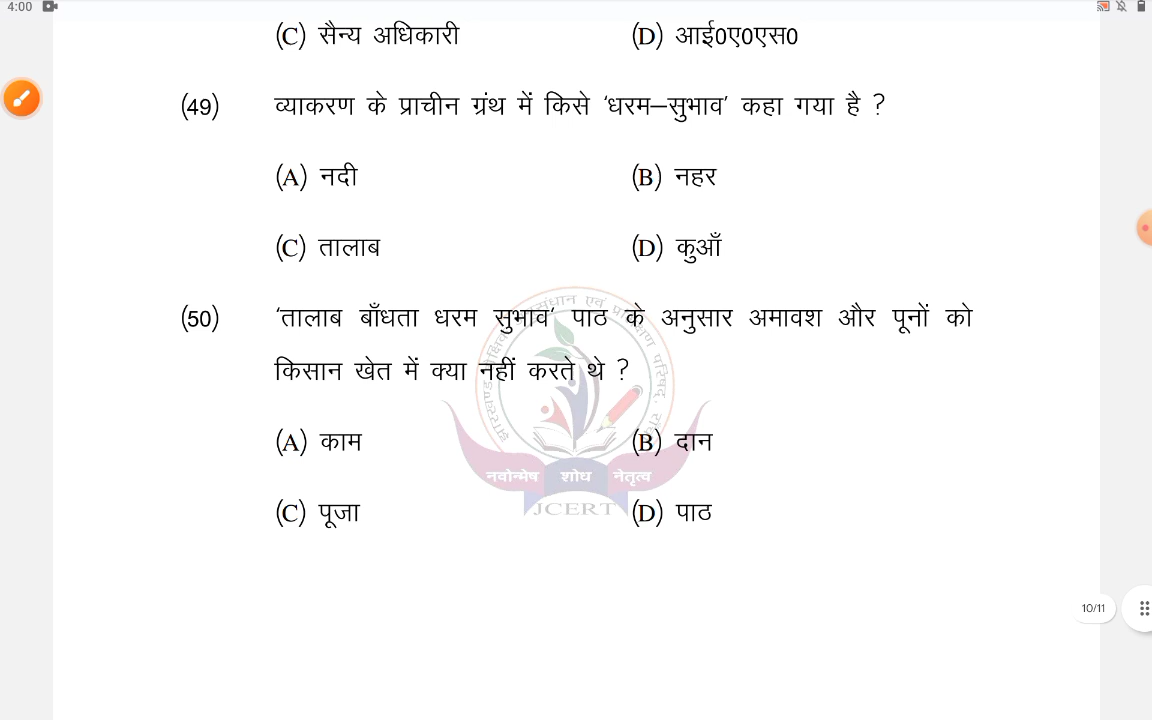 4:00
(C) सैन्य अधिकारी (D) आई0ए0एस0
(49) व्याकरण के प्राचीन ग्रंथ में किसे ‘धरम–सुभाव’ कहा गया है ?
(A) नदी (B) नहर
(C) तालाब (D) कुआँ
(50) ‘तालाब बाँधता धरम सुभाव‘ पाठ के अनुसार अमावश और पूनों को
किसान खेत में क्या नहीं करते थे ?
(A) काम (B) दान
(C) पूजा (D) पाठ
नवोन्मेष शोध नेतृत्व
JCERT
10/11